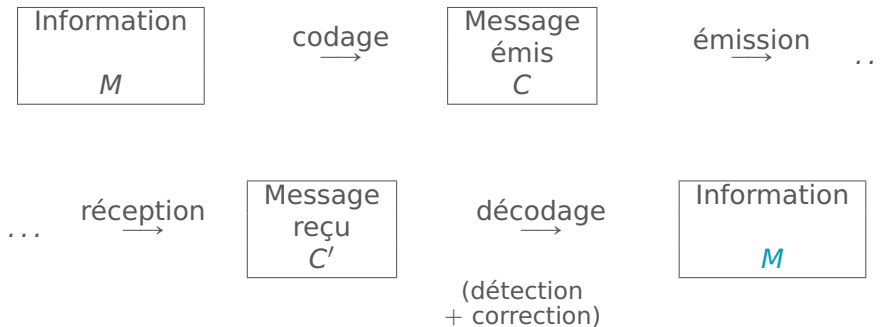 Information
M
codage
⟶
Message
émis
C
émission
⟶
..
...
réception
⟶
Message
reçu
C′
décodage
⟶
(détection
+ correction)
Information
M